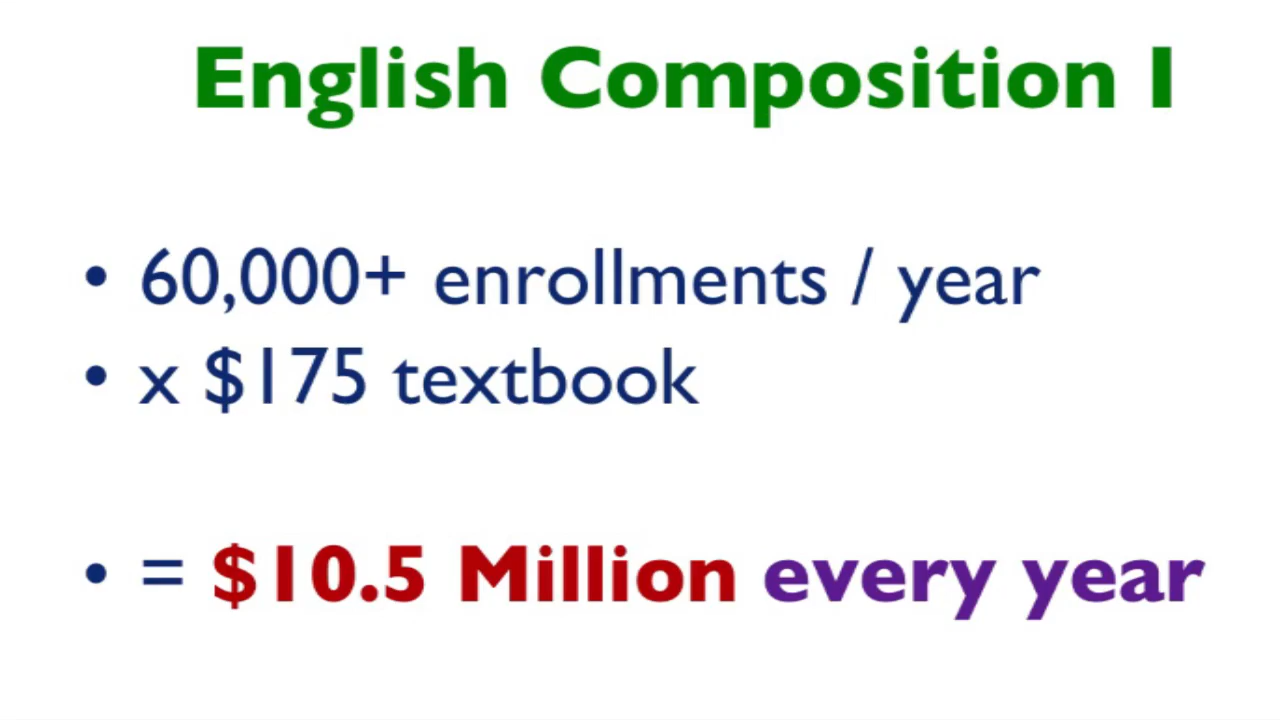 English Composition I
• 60,000+ enrollments / year
• x $175 textbook
• = $10.5 Million every year